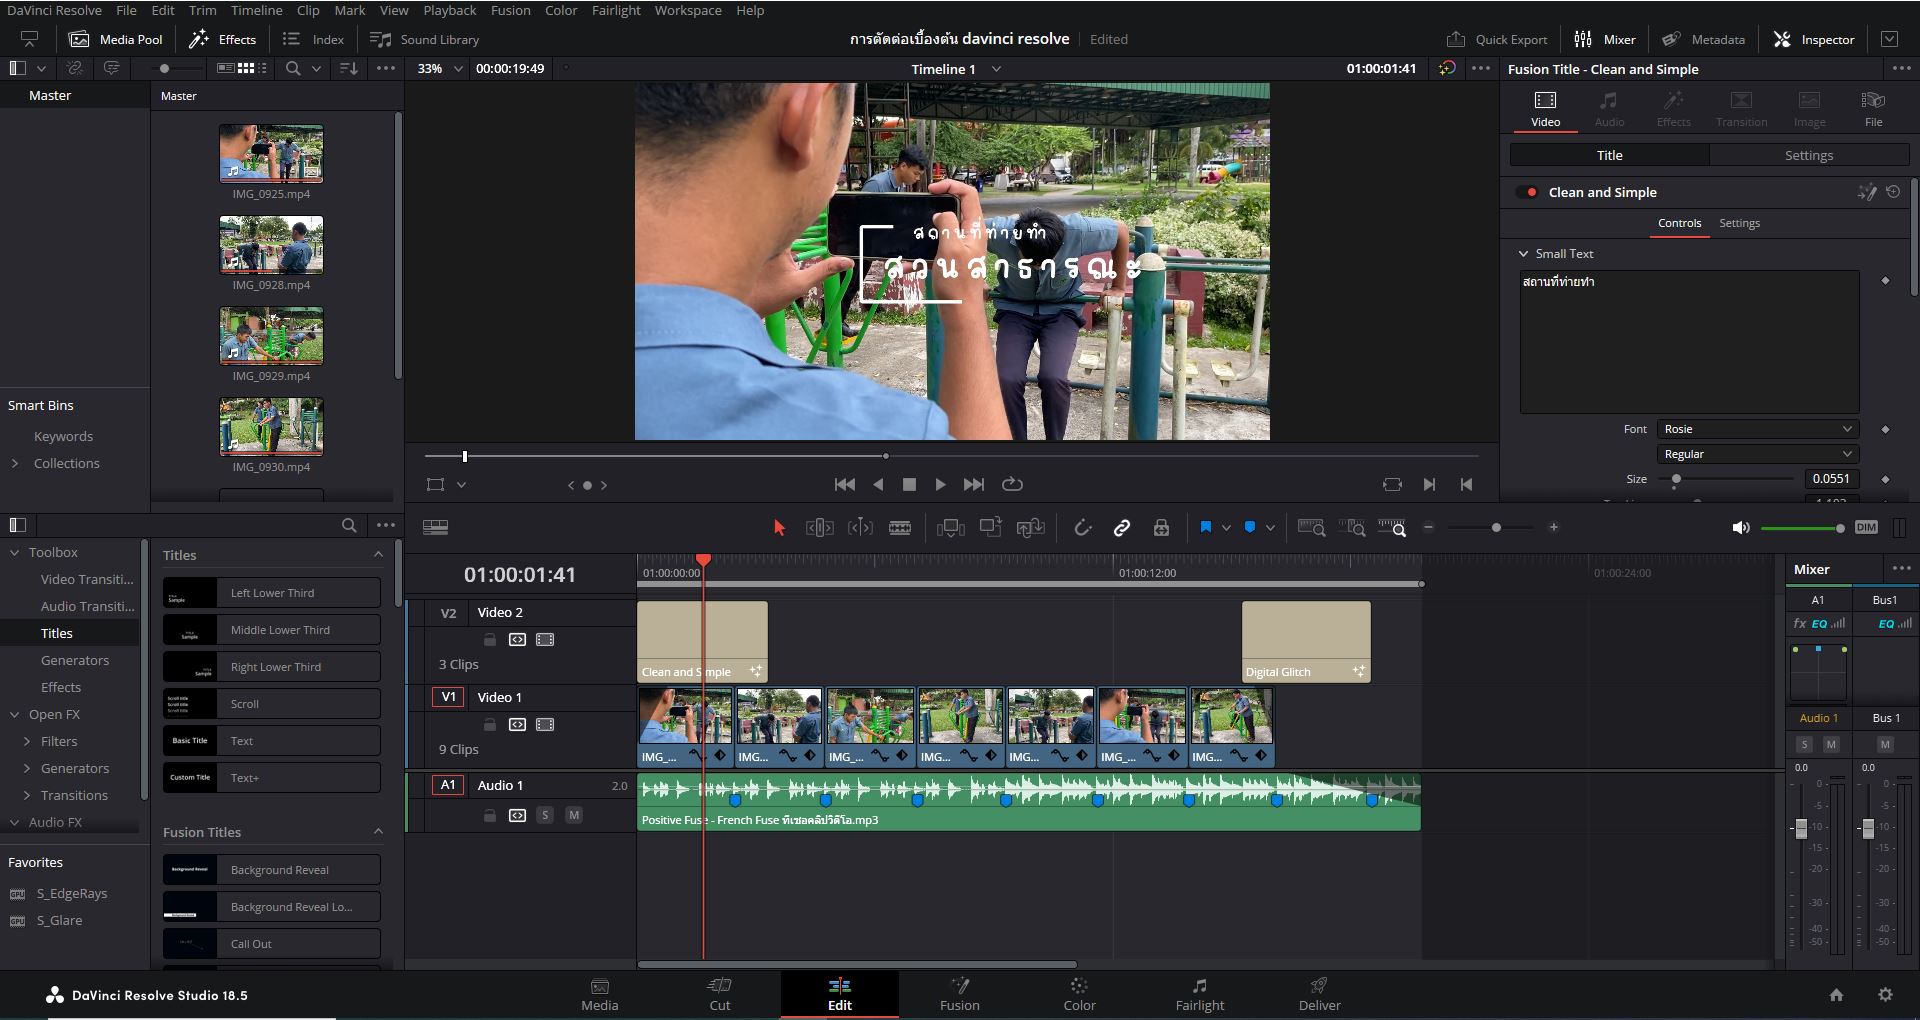 DaVinci Resolve File Edit Trim Timeline Clip Mark View Playback Fusion Color Fairlight Workspace Help
Media Pool Effects Index Sound Library
การตัดต่อเบื้องต้น davinci resolve Edited
Quick Export Mixer Metadata Inspector
33% 00:00:19:49 Timeline 1 01:00:01:41
Fusion Title - Clean and Simple
Master
Master
IMG_0925.mp4
IMG_0928.mp4
IMG_0929.mp4
IMG_0930.mp4
Smart Bins
Keywords
Collections
สถานที่ท่ายทำ
สวนสาธารณะ
Video Audio Effects Transition Image File
Title Settings
Clean and Simple
Controls Settings
Small Text
สถานที่ท่ายทำ
Font Rosie
Regular
Size 0.0551
Toolbox
Video Transiti...
Audio Transiti...
Titles
Generators
Effects
Open FX
Filters
Generators
Transitions
Audio FX
Favorites
S_EdgeRays
S_Glare
Titles
Left Lower Third
Middle Lower Third
Right Lower Third
Scroll
Basic Title Text
Custom Title Text+
Fusion Titles
Background Reveal Background Reveal
Background Reveal Lo...
Call Out
DIM
01:00:01:41
01:00:00:00 01:00:12:00 01:00:24:00
V2 Video 2
3 Clips
Clean and Simple Digital Glitch
V1 Video 1
9 Clips
IMG_... IMG... IMG_... IMG... IMG... IMG_... IMG...
A1 Audio 1 2.0
S M
Positive Fuse - French Fuse ทีเซอคลิปวิดีโอ.mp3
Mixer
A1 Bus1
fx EQ EQ
Audio 1 Bus 1
S M M
0.0 0.0
0 0
-5 -5
-10 -10
-15 -15
-20 -20
-30 -30
-40 -40
-50 -50
DaVinci Resolve Studio 18.5
Media Cut Edit Fusion Color Fairlight Deliver